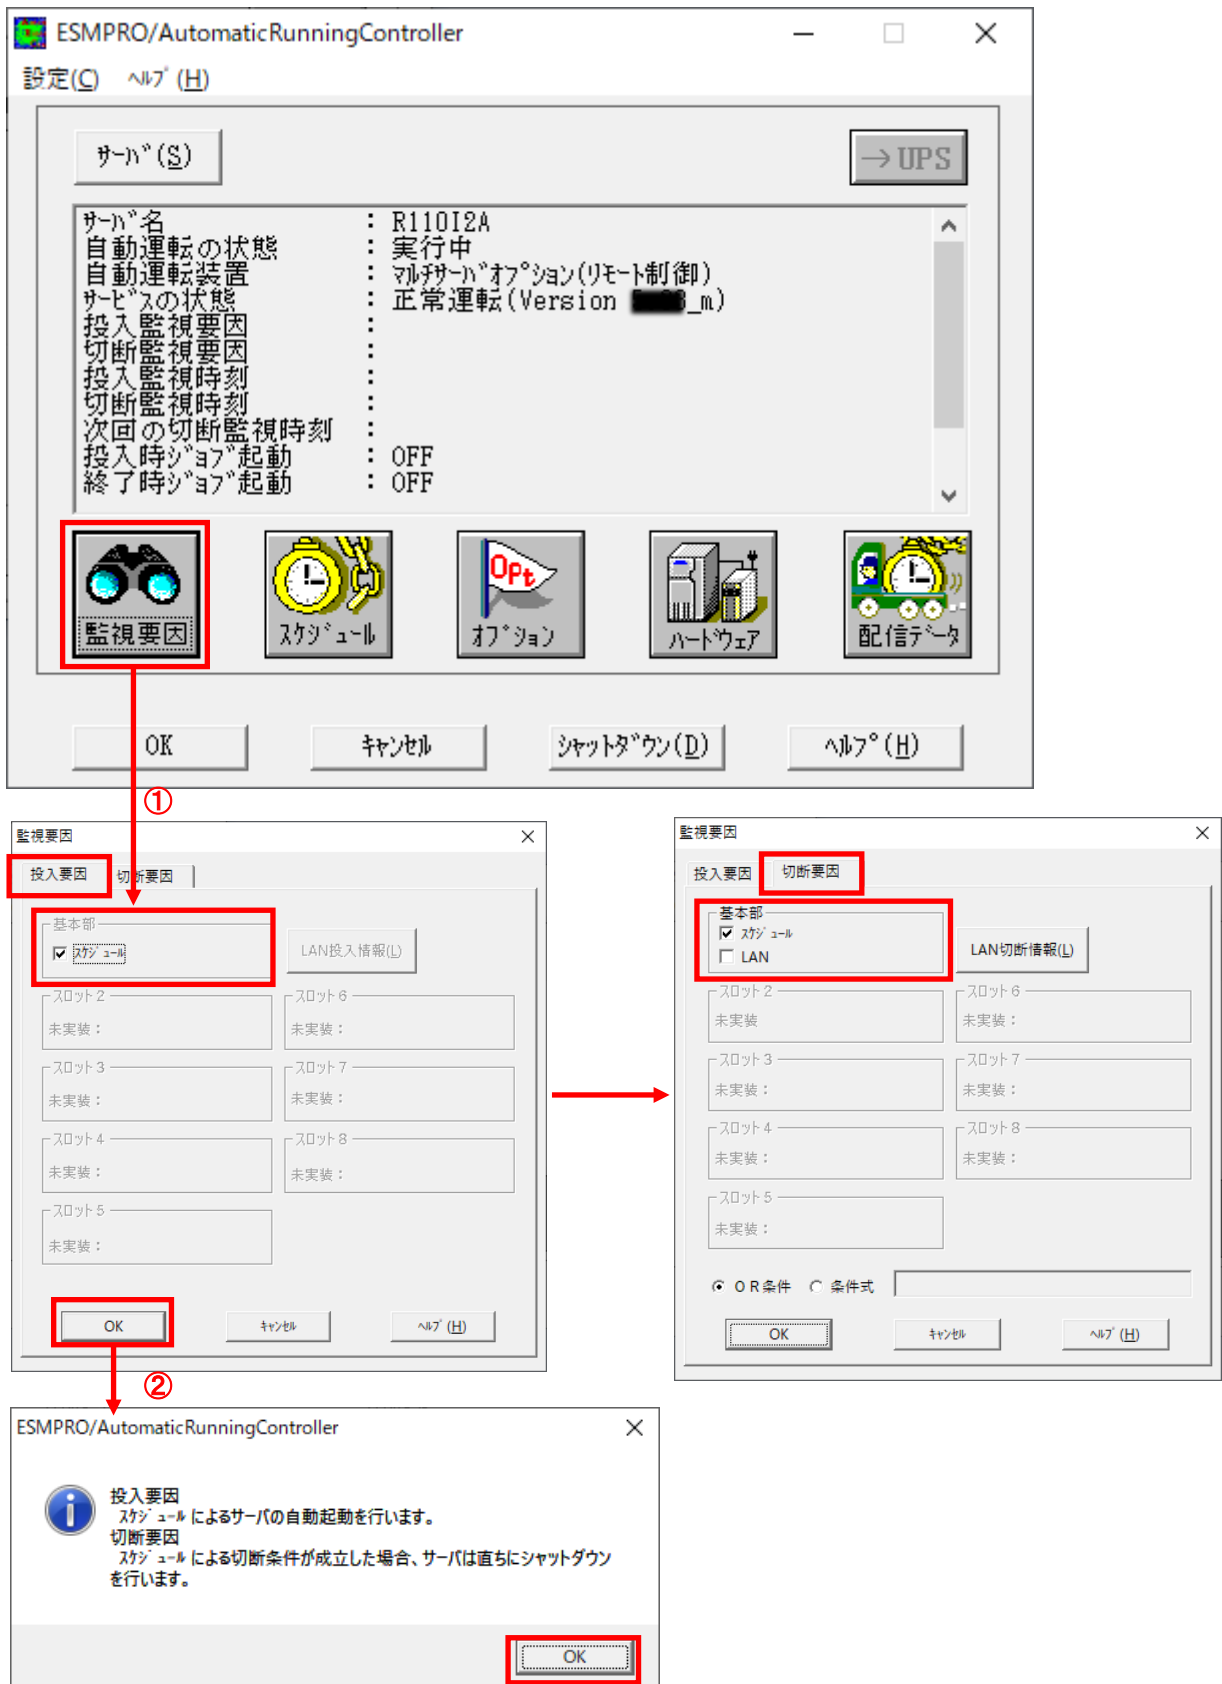 ESMPRO/AutomaticRunningController
設定(C) ﾍﾙﾌﾟ(H)
ｻｰﾊﾞ(S)
→UPS
ｻｰﾊﾞ名 : R110I2A
自動運転の状態 : 実行中
自動運転装置 : ﾏﾙﾁｻｰﾊﾞｵﾌﾟｼｮﾝ(ﾘﾓｰﾄ制御)
ｻｰﾋﾞｽの状態 : 正常運転(Version _m)
投入監視要因 :
切断監視要因 :
投入監視時刻 :
切断監視時刻 :
次回の切断監視時刻 :
投入時ｼﾞｮﾌﾞ起動 : OFF
終了時ｼﾞｮﾌﾞ起動 : OFF
監視要因
ｽｹｼﾞｭｰﾙ
Opt
ｵﾌﾟｼｮﾝ
ﾊｰﾄﾞｳｪｱ
配信ﾃﾞｰﾀ
OK
ｷｬﾝｾﾙ
ｼｬｯﾄﾀﾞｳﾝ(D)
ﾍﾙﾌﾟ(H)
①
監視要因
投入要因 切断要因
基本部
ｽｹｼﾞｭｰﾙ
LAN投入情報(L)
スロット2
未実装：
スロット6
未実装：
スロット3
未実装：
スロット7
未実装：
スロット4
未実装：
スロット8
未実装：
スロット5
未実装：
OK
ｷｬﾝｾﾙ
ﾍﾙﾌﾟ(H)
監視要因
投入要因 切断要因
基本部
ｽｹｼﾞｭｰﾙ
LAN
LAN切断情報(L)
スロット2
未実装
スロット6
未実装：
スロット3
未実装：
スロット7
未実装：
スロット4
未実装：
スロット8
未実装：
スロット5
未実装：
ＯＲ条件 条件式
OK
ｷｬﾝｾﾙ
ﾍﾙﾌﾟ(H)
②
ESMPRO/AutomaticRunningController
投入要因
ｽｹｼﾞｭｰﾙによるサーバの自動起動を行います。
切断要因
ｽｹｼﾞｭｰﾙによる切断条件が成立した場合、サーバは直ちにシャットダウン
を行います。
OK